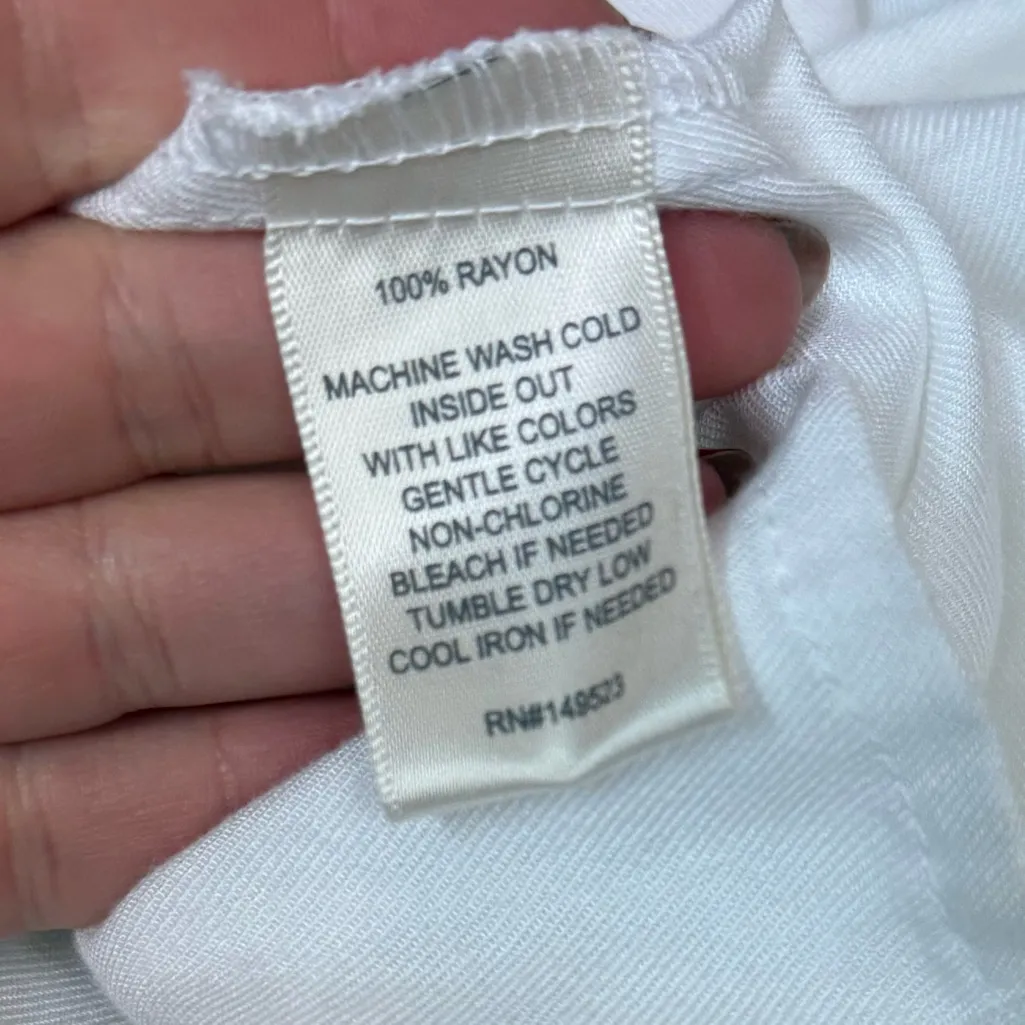 100% RAYON
MACHINE WASH COLD
INSIDE OUT
WITH LIKE COLORS
GENTLE CYCLE
NON-CHLORINE
BLEACH IF NEEDED
TUMBLE DRY LOW
COOL IRON IF NEEDED
RN#149523